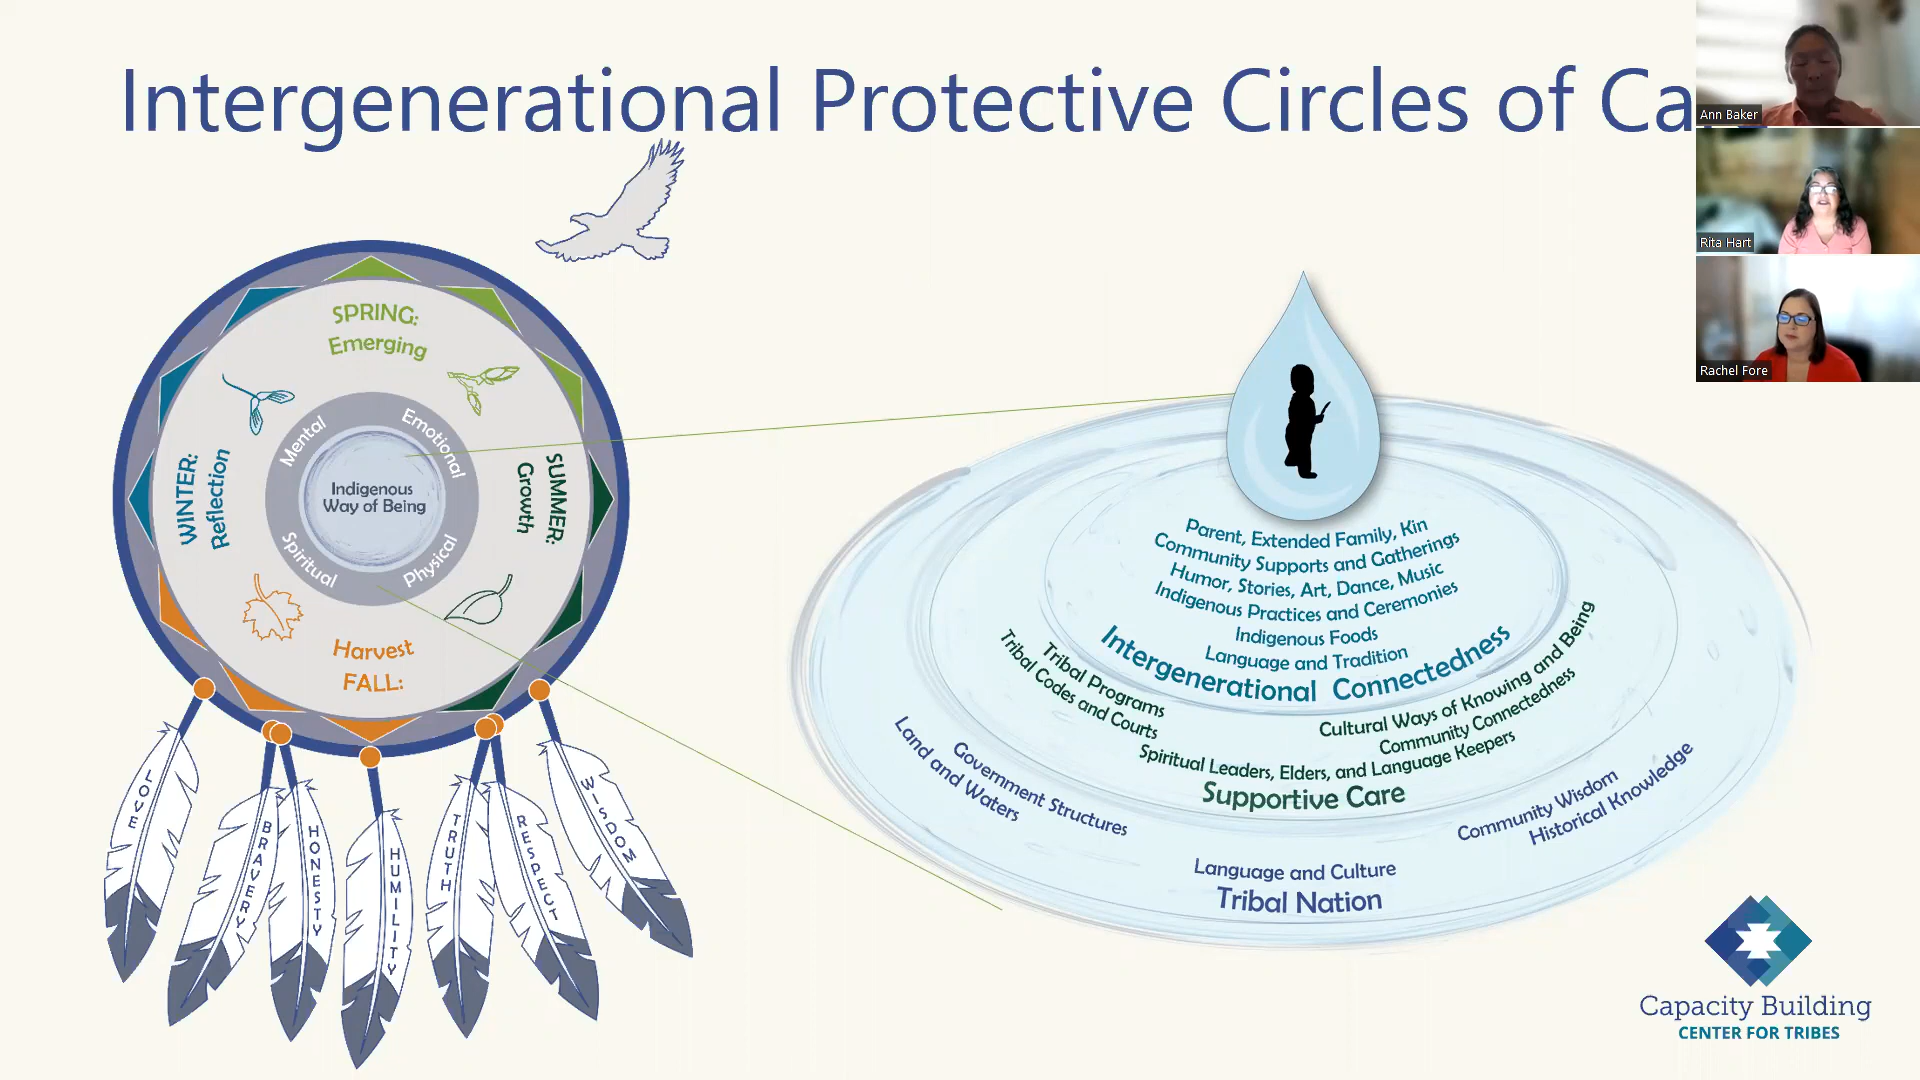 Intergenerational Protective Circles of Ca
Ann Baker
Rita Hart
Rachel Fore
SPRING:
Emerging
SUMMER:
Growth
Harvest
FALL:
WINTER:
Reflection
Mental
Emotional
Physical
Spiritual
Indigenous
Way of Being
LOVE
BRAVERY
HONESTY
HUMILITY
TRUTH
RESPECT
WISDOM
Parent, Extended Family, Kin
Community Supports and Gatherings
Humor, Stories, Art, Dance, Music
Indigenous Practices and Ceremonies
Indigenous Foods
Language and Tradition
Intergenerational Connectedness
Tribal Programs
Tribal Codes and Courts
Cultural Ways of Knowing and Being
Community Connectedness
Spiritual Leaders, Elders, and Language Keepers
Supportive Care
Government Structures
Land and Waters
Community Wisdom
Historical Knowledge
Language and Culture
Tribal Nation
Capacity Building
CENTER FOR TRIBES